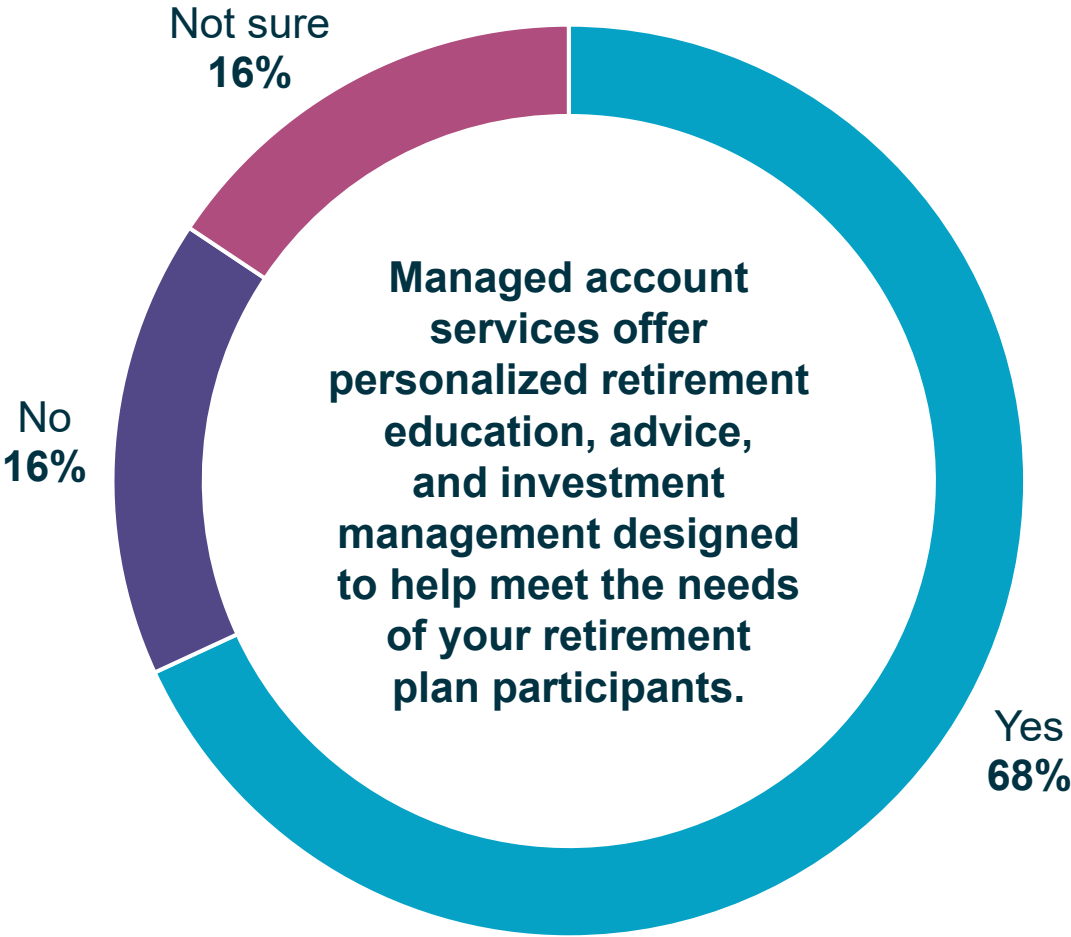 Not sure
16%
Managed account
services offer
personalized retirement
education, advice,
and investment
management designed
to help meet the needs
of your retirement
plan participants.
No
16%
Yes
68%